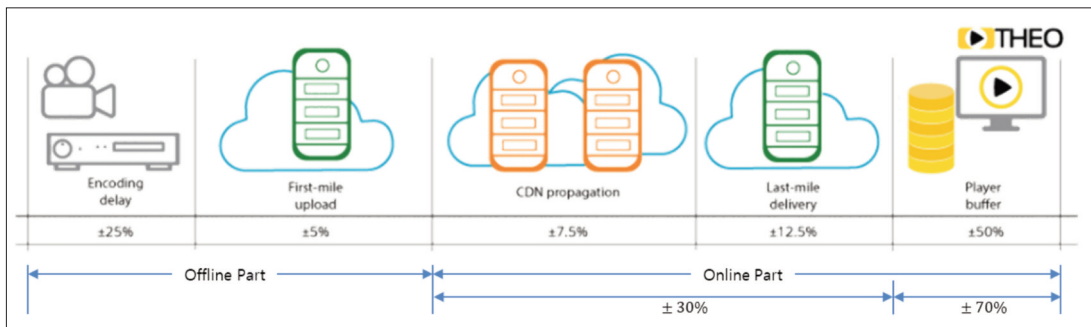 THEO
Encoding
delay
First-mile
upload
CDN propagation
Last-mile
delivery
Player
buffer
±25%
±5%
±7.5%
±12.5%
±50%
Offline Part
Online Part
± 30%
± 70%